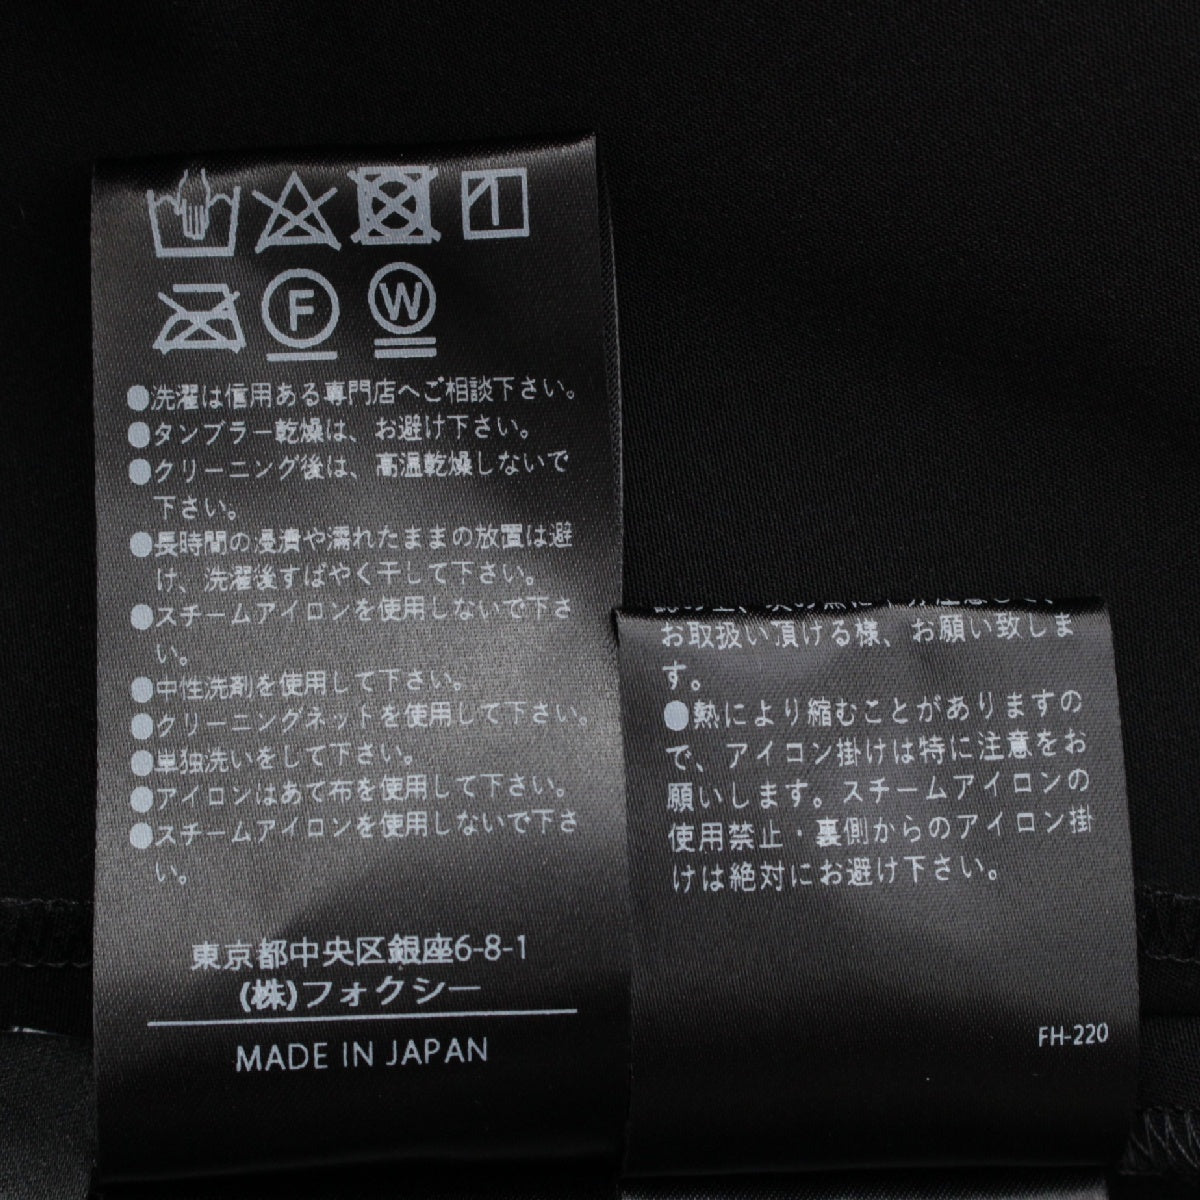 F
W
●洗濯は信用ある専門店へご相談下さい。
●タンブラー乾燥は、お避け下さい。
●クリーニング後は、高温乾燥しないで
下さい。
●長時間の浸漬や濡れたままの放置は避
け、洗濯後すばやく干して下さい。
●スチームアイロンを使用しないで下さ
い。
●中性洗剤を使用して下さい。
●クリーニングネットを使用して下さい。
●単独洗いをして下さい。
●アイロンはあて布を使用して下さい。
●スチームアイロンを使用しないで下さ
い。
東京都中央区銀座6-8-1
(株)フォクシー
MADE IN JAPAN
お取扱い頂ける様、お願い致しま
す。
●熱により縮むことがありますの
で、アイロン掛けは特に注意をお
願いします。スチームアイロンの
使用禁止・裏側からのアイロン掛
けは絶対にお避け下さい。
FH-220